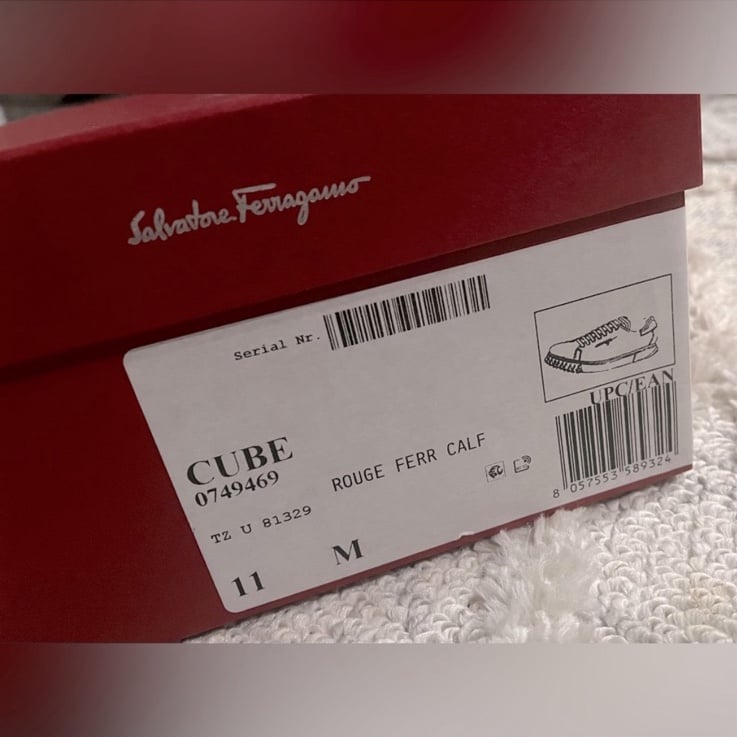 Salvatore Ferragamo
Serial Nr.
UPC/EAN
8 057553 589324
CUBE
0749469
ROUGE FERR CALF
TZ U 81329
11 M